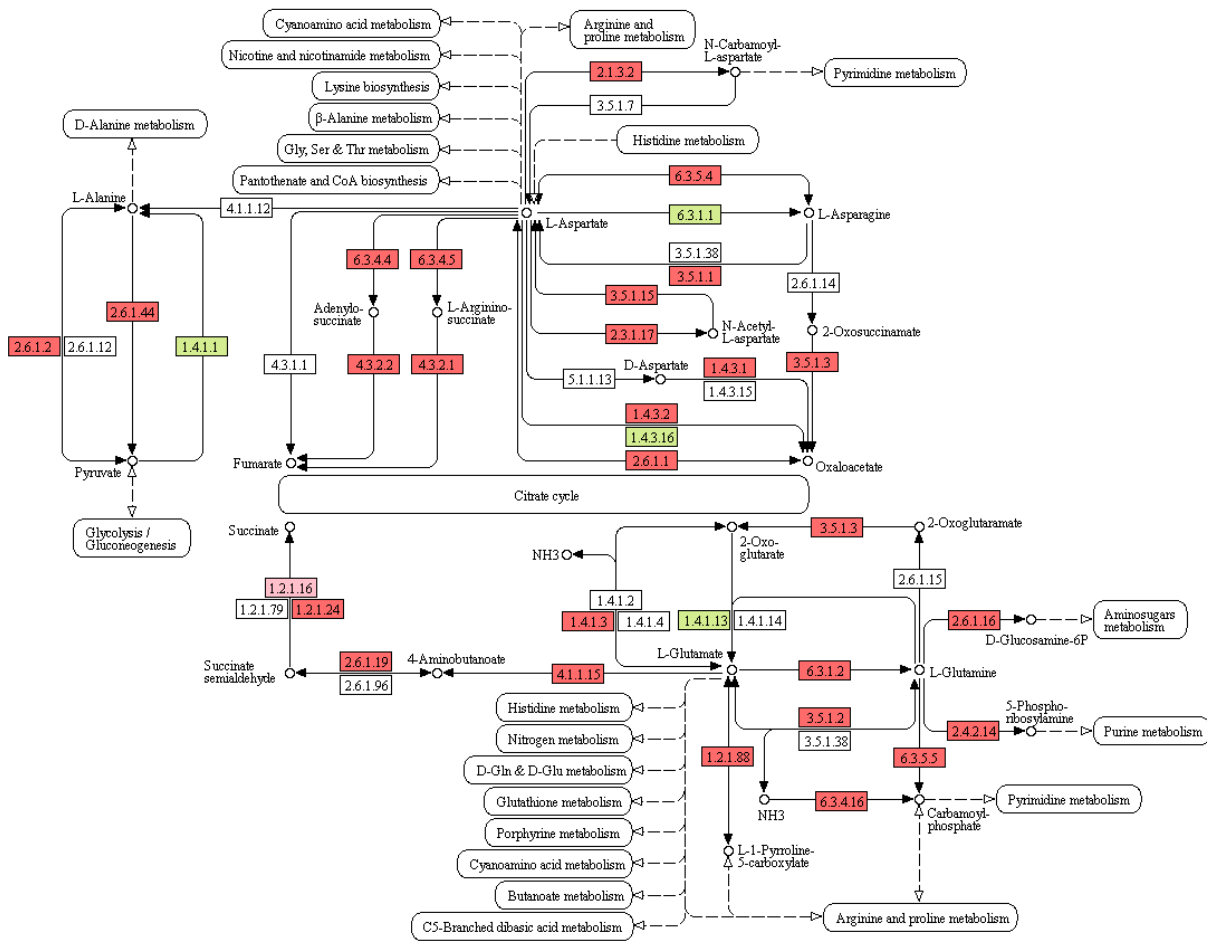 Cyanoamino acid metabolism
Arginine and
proline metabolism
Nicotine and nicotinamide metabolism
N-Carbamoyl-
L-aspartate
2.1.3.2
Pyrimidine metabolism
Lysine biosynthesis
3.5.1.7
β-Alanine metabolism
D-Alanine metabolism
Histidine metabolism
Gly, Ser & Thr metabolism
Pantothenate and CoA biosynthesis
6.3.5.4
L-Alanine
4.1.1.12
L-Aspartate
6.3.1.1
L-Asparagine
3.5.1.38
3.5.1.1
6.3.4.4
6.3.4.5
2.6.1.14
3.5.1.15
Adenylo-
succinate
L-Arginino-
succinate
2.6.1.44
N-Acetyl-
L-aspartate
2.3.1.17
2-Oxosuccinamate
2.6.1.2
2.6.1.12
1.4.1.1
4.3.1.1
4.3.2.2
4.3.2.1
D-Aspartate
5.1.1.13
1.4.3.1
1.4.3.15
3.5.1.3
1.4.3.2
1.4.3.16
2.6.1.1
Pyruvate
Fumarate
Oxaloacetate
Citrate cycle
Glycolysis /
Gluconeogenesis
Succinate
2-Oxo-
glutarate
3.5.1.3
2-Oxoglutaramate
NH3
1.2.1.16
1.2.1.79
1.2.1.24
1.4.1.2
1.4.1.3
1.4.1.4
1.4.1.13
1.4.1.14
2.6.1.15
2.6.1.16
D-Glucosamine-6P
Aminosugars
metabolism
Succinate
semialdehyde
2.6.1.19
2.6.1.96
4-Aminobutanoate
4.1.1.15
L-Glutamate
6.3.1.2
L-Glutamine
Histidine metabolism
Nitrogen metabolism
D-Gln & D-Glu metabolism
Glutathione metabolism
Porphyrine metabolism
Cyanoamino acid metabolism
Butanoate metabolism
C5-Branched dibasic acid metabolism
3.5.1.2
3.5.1.38
1.2.1.88
6.3.5.5
2.4.2.14
5-Phospho-
ribosylamine
Purine metabolism
NH3
6.3.4.16
Carbamoyl-
phosphate
Pyrimidine metabolism
L-1-Pyrroline-
5-carboxylate
Arginine and proline metabolism